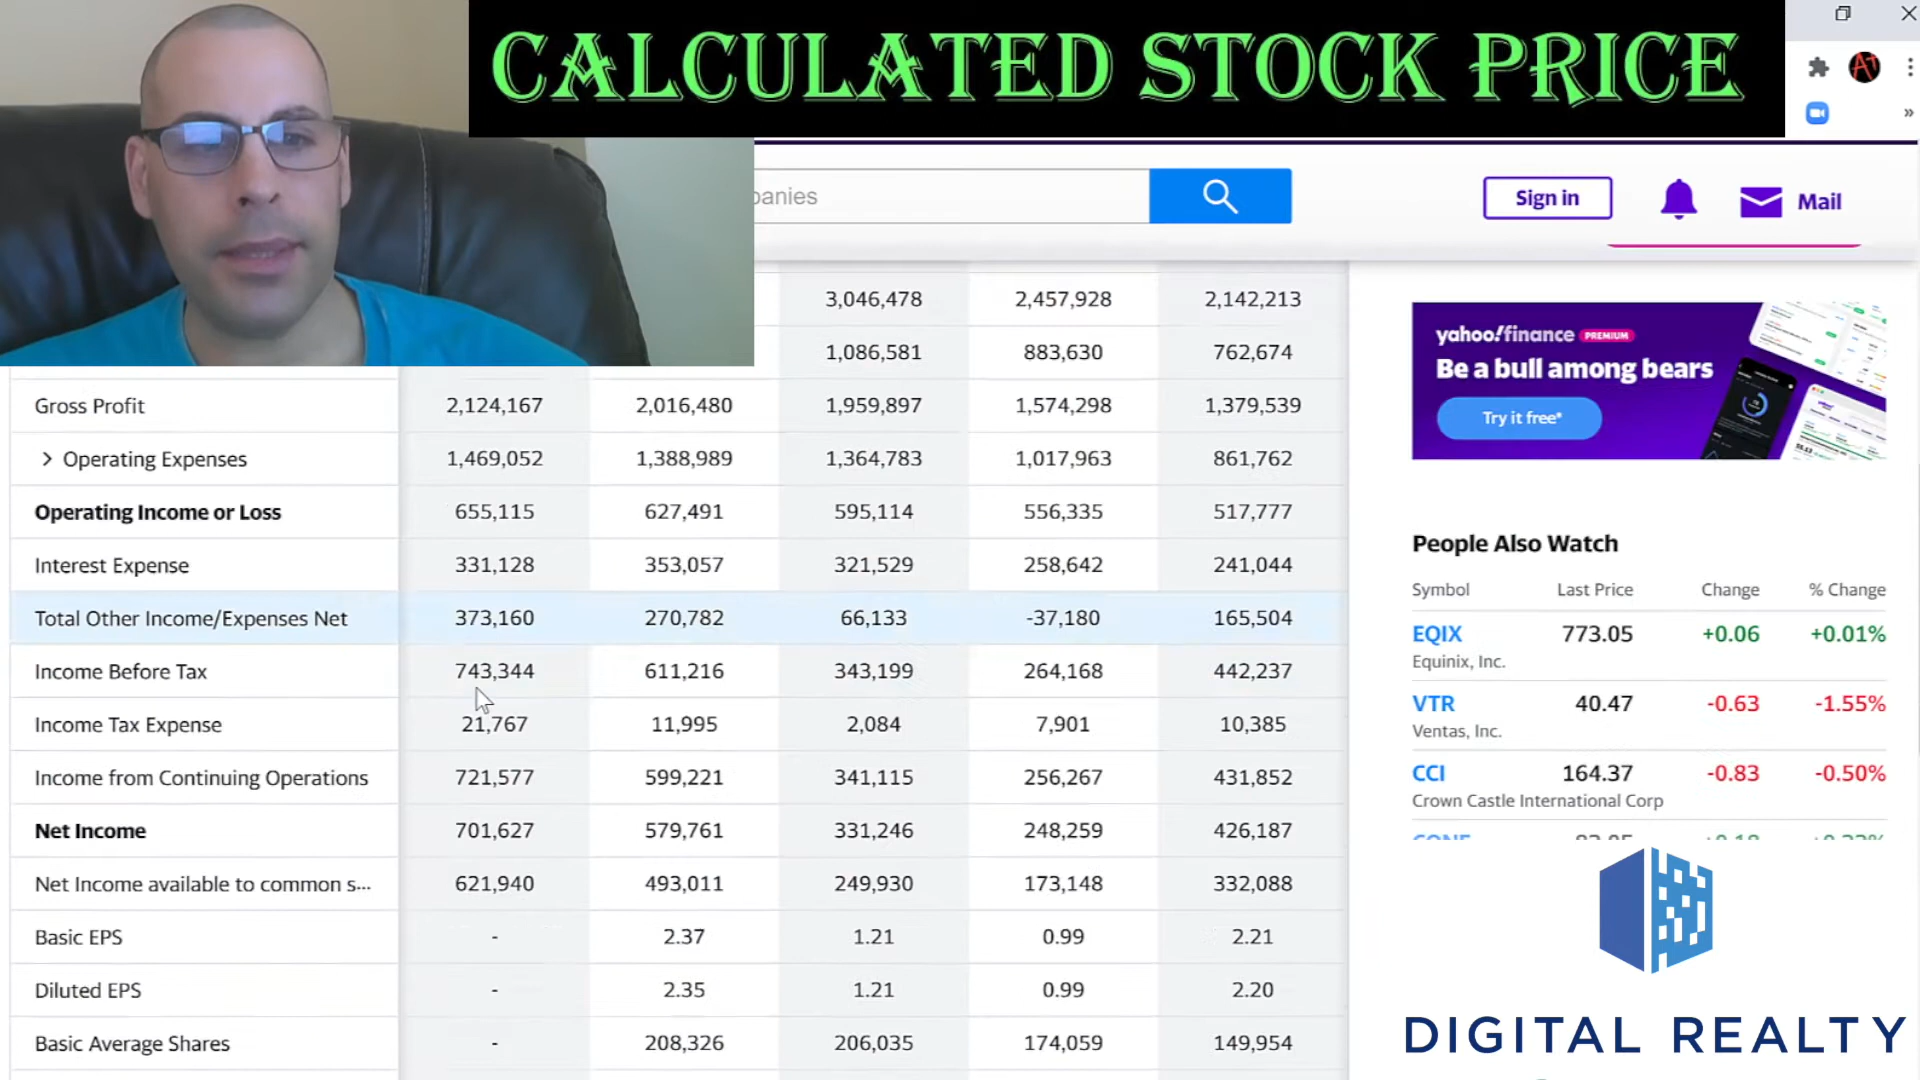 CALCULATED STOCK PRICE
A+
»
panies
Sign in
Mail
3,046,478 2,457,928 2,142,213
1,086,581 883,630 762,674
Gross Profit 2,124,167 2,016,480 1,959,897 1,574,298 1,379,539
Operating Expenses 1,469,052 1,388,989 1,364,783 1,017,963 861,762
Operating Income or Loss 655,115 627,491 595,114 556,335 517,777
Interest Expense 331,128 353,057 321,529 258,642 241,044
Total Other Income/Expenses Net 373,160 270,782 66,133 -37,180 165,504
Income Before Tax 743,344 611,216 343,199 264,168 442,237
Income Tax Expense 21,767 11,995 2,084 7,901 10,385
Income from Continuing Operations 721,577 599,221 341,115 256,267 431,852
Net Income 701,627 579,761 331,246 248,259 426,187
Net Income available to common s... 621,940 493,011 249,930 173,148 332,088
Basic EPS - 2.37 1.21 0.99 2.21
Diluted EPS - 2.35 1.21 0.99 2.20
Basic Average Shares - 208,326 206,035 174,059 149,954
yahoo!finance PREMIUM
Be a bull among bears
Try it free*
People Also Watch
Symbol Last Price Change % Change
EQIX 773.05 +0.06 +0.01%
Equinix, Inc.
VTR 40.47 -0.63 -1.55%
Ventas, Inc.
CCI 164.37 -0.83 -0.50%
Crown Castle International Corp
DIGITAL REALTY